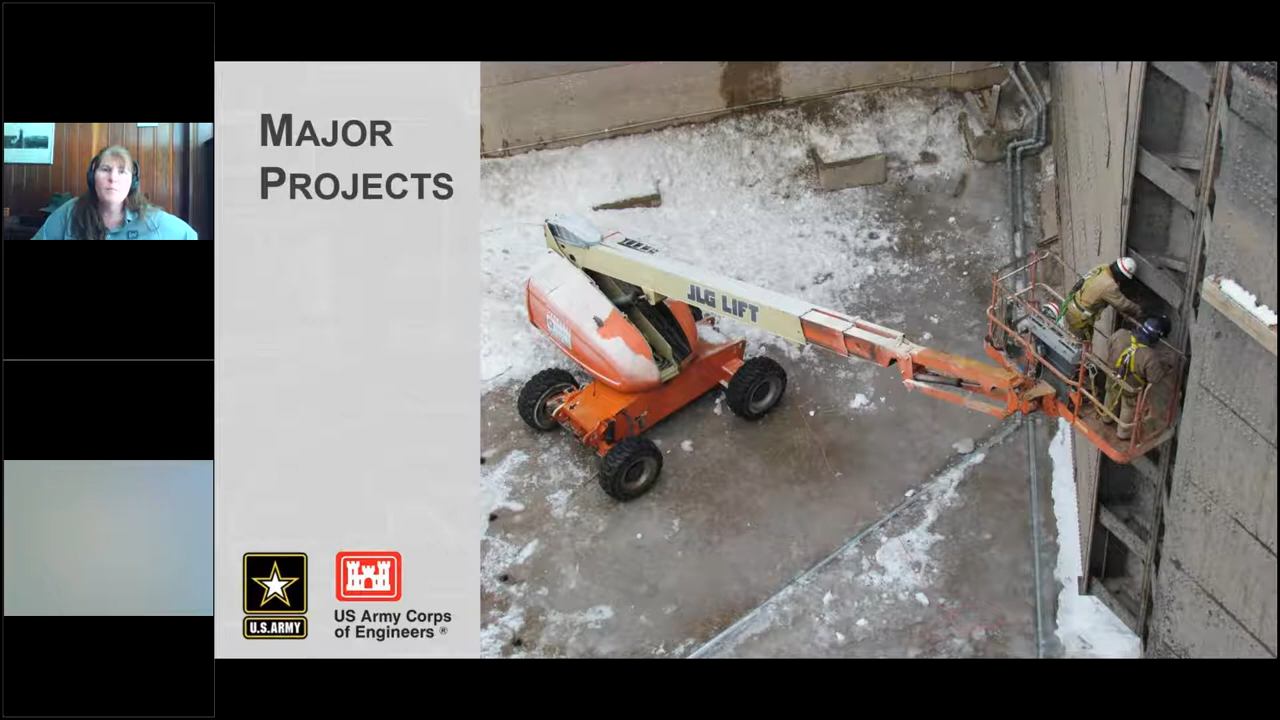 MAJOR
PROJECTS
JLG LIFT
U.S.ARMY
US Army Corps
of Engineers ®